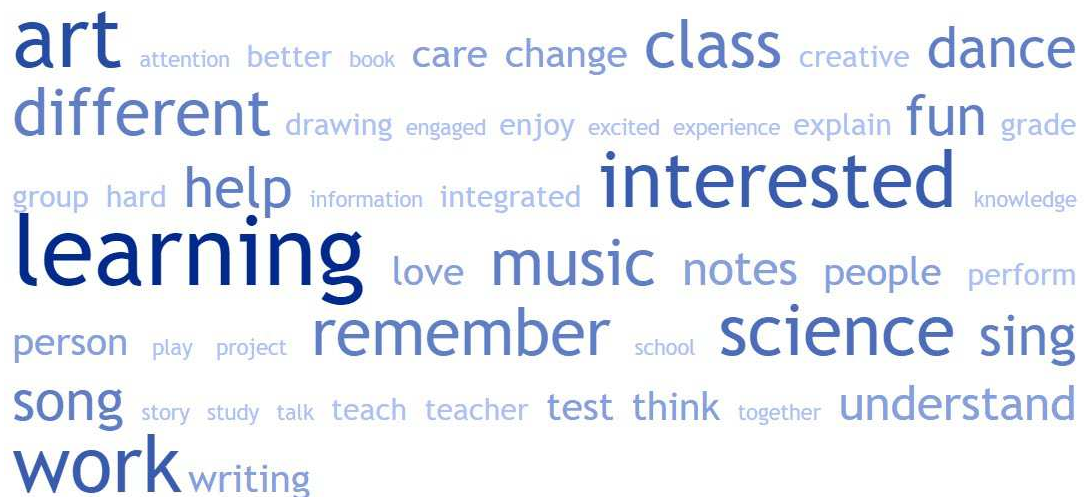 art attention better book care change class creative dance
different drawing engaged enjoy excited experience explain fun grade
group hard help information integrated interested knowledge
learning love music notes people perform
person play project remember school science sing
song story study talk teach teacher test think together understand
work writing